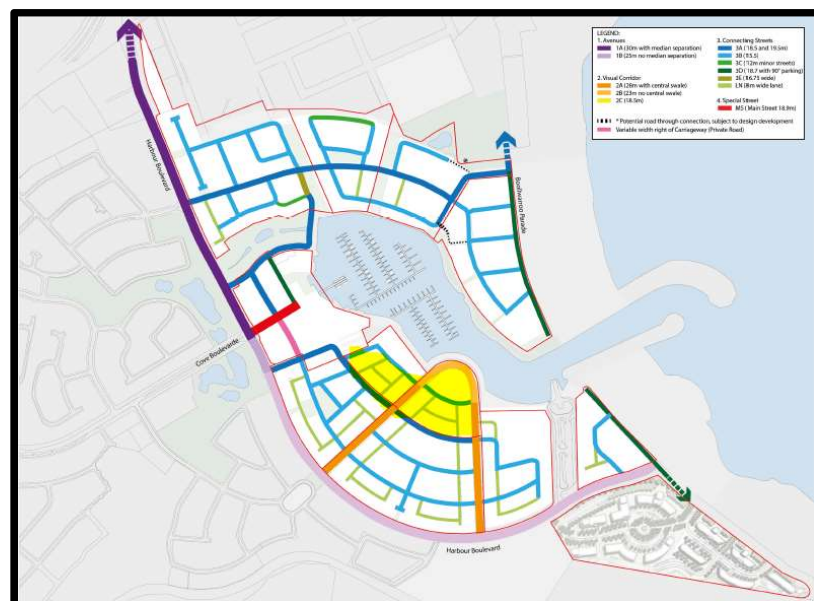 LEGEND:
1. Avenues
1A (30m with median separation)
1B (25m no median separation)
2. Visual Corridor
2A (28m with central swale)
2B (23m no central swale)
2C (18.5m)
3. Connecting Streets
3A (18.5 and 19.5m)
3B (15.5)
3C (12m minor streets)
3D (18.7 with 90° parking)
3E (16.75 wide)
LN (8m wide lane)
4. Special Street
MS (Main Street 18.9m)
* Potential road through connection, subject to design development
Variable width right of Carriageway (Private Road)
Harbour Boulevard
Boollwarroo Parade
*
Cove Boulevarde
Harbour Boulevard